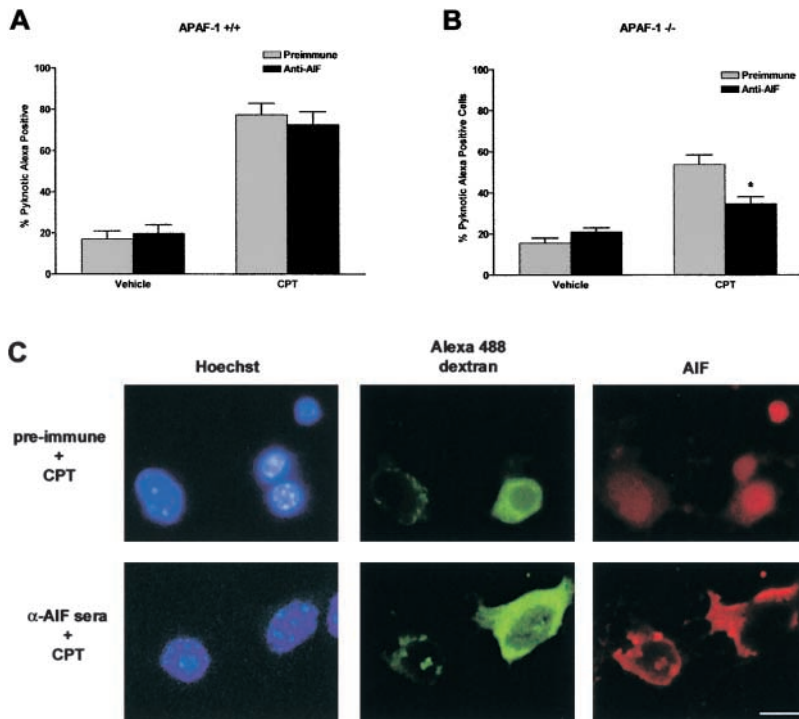 A
APAF-1 +/+
Preimmune
Anti-AIF
% Pyknotic Alexa Positive
100
80
60
40
20
0
Vehicle
CPT
B
APAF-1 -/-
Preimmune
Anti-AIF
% Pyknotic Alexa Positive Cells
100
80
60
40
20
0
*
Vehicle
CPT
C
Hoechst
Alexa 488
dextran
AIF
pre-immune
+
CPT
α-AIF sera
+
CPT